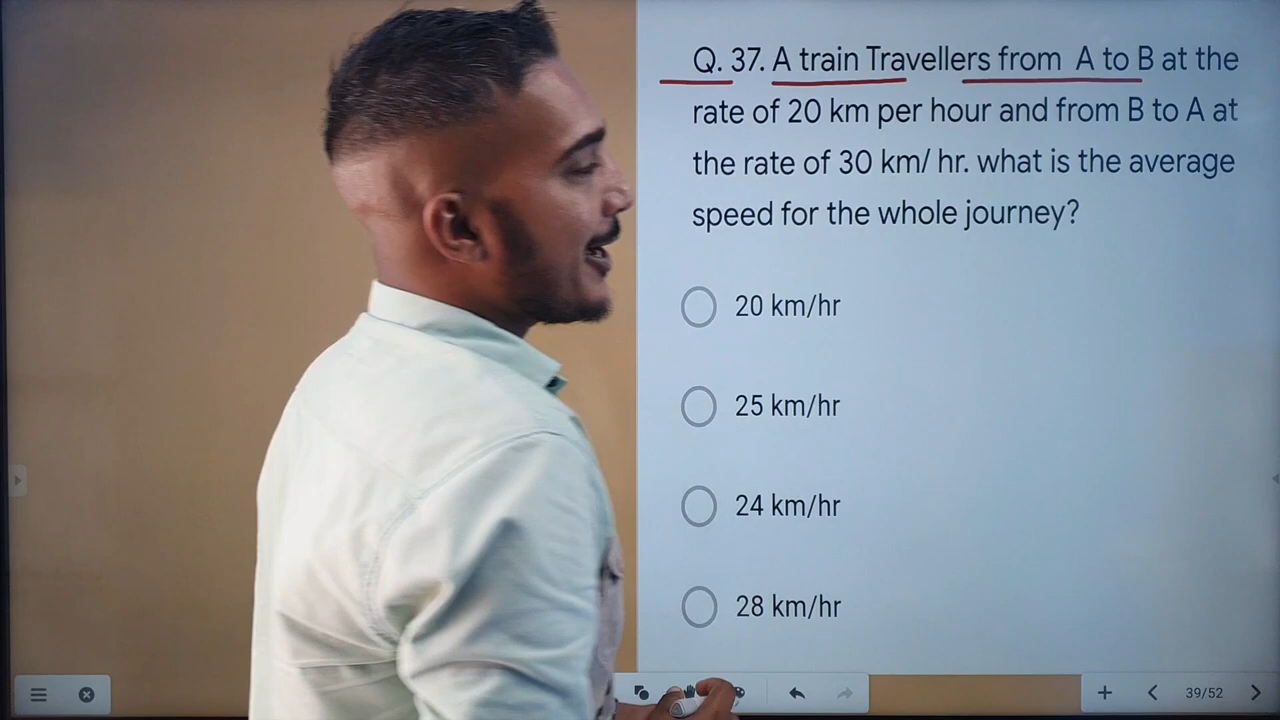 Q. 37. A train Travellers from A to B at the
rate of 20 km per hour and from B to A at
the rate of 30 km/ hr. what is the average
speed for the whole journey?
20 km/hr
25 km/hr
24 km/hr
28 km/hr
39/52